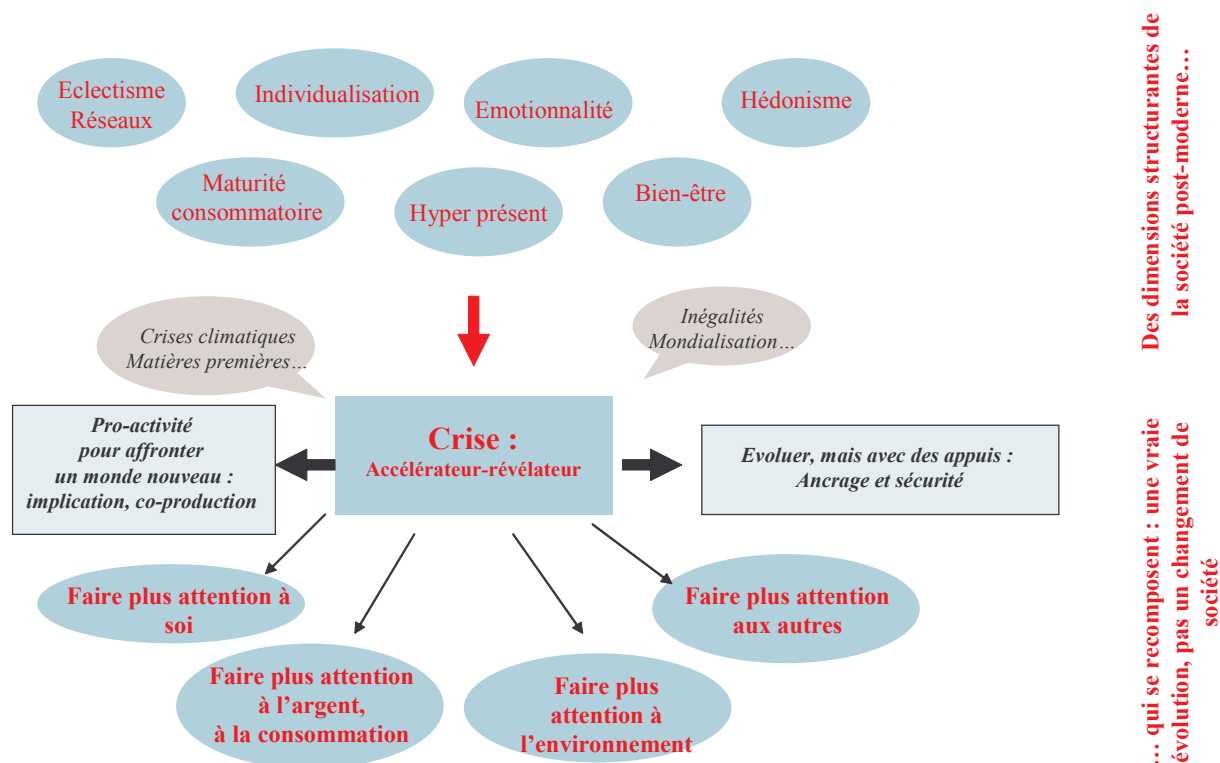 Eclectisme
Réseaux
Individualisation
Emotionnalité
Hédonisme
Maturité
consommatoire
Hyper présent
Bien-être
Des dimensions structurantes de
la société post-moderne…
Crises climatiques
Matières premières…
Inégalités
Mondialisation…
Pro-activité
pour affronter
un monde nouveau :
implication, co-production
Crise :
Accélérateur-révélateur
Evoluer, mais avec des appuis :
Ancrage et sécurité
Faire plus attention à
soi
Faire plus attention
à l’argent,
à la consommation
Faire plus
attention à
l’environnement
Faire plus attention
aux autres
… qui se recomposent : une vraie
évolution, pas un changement de
société